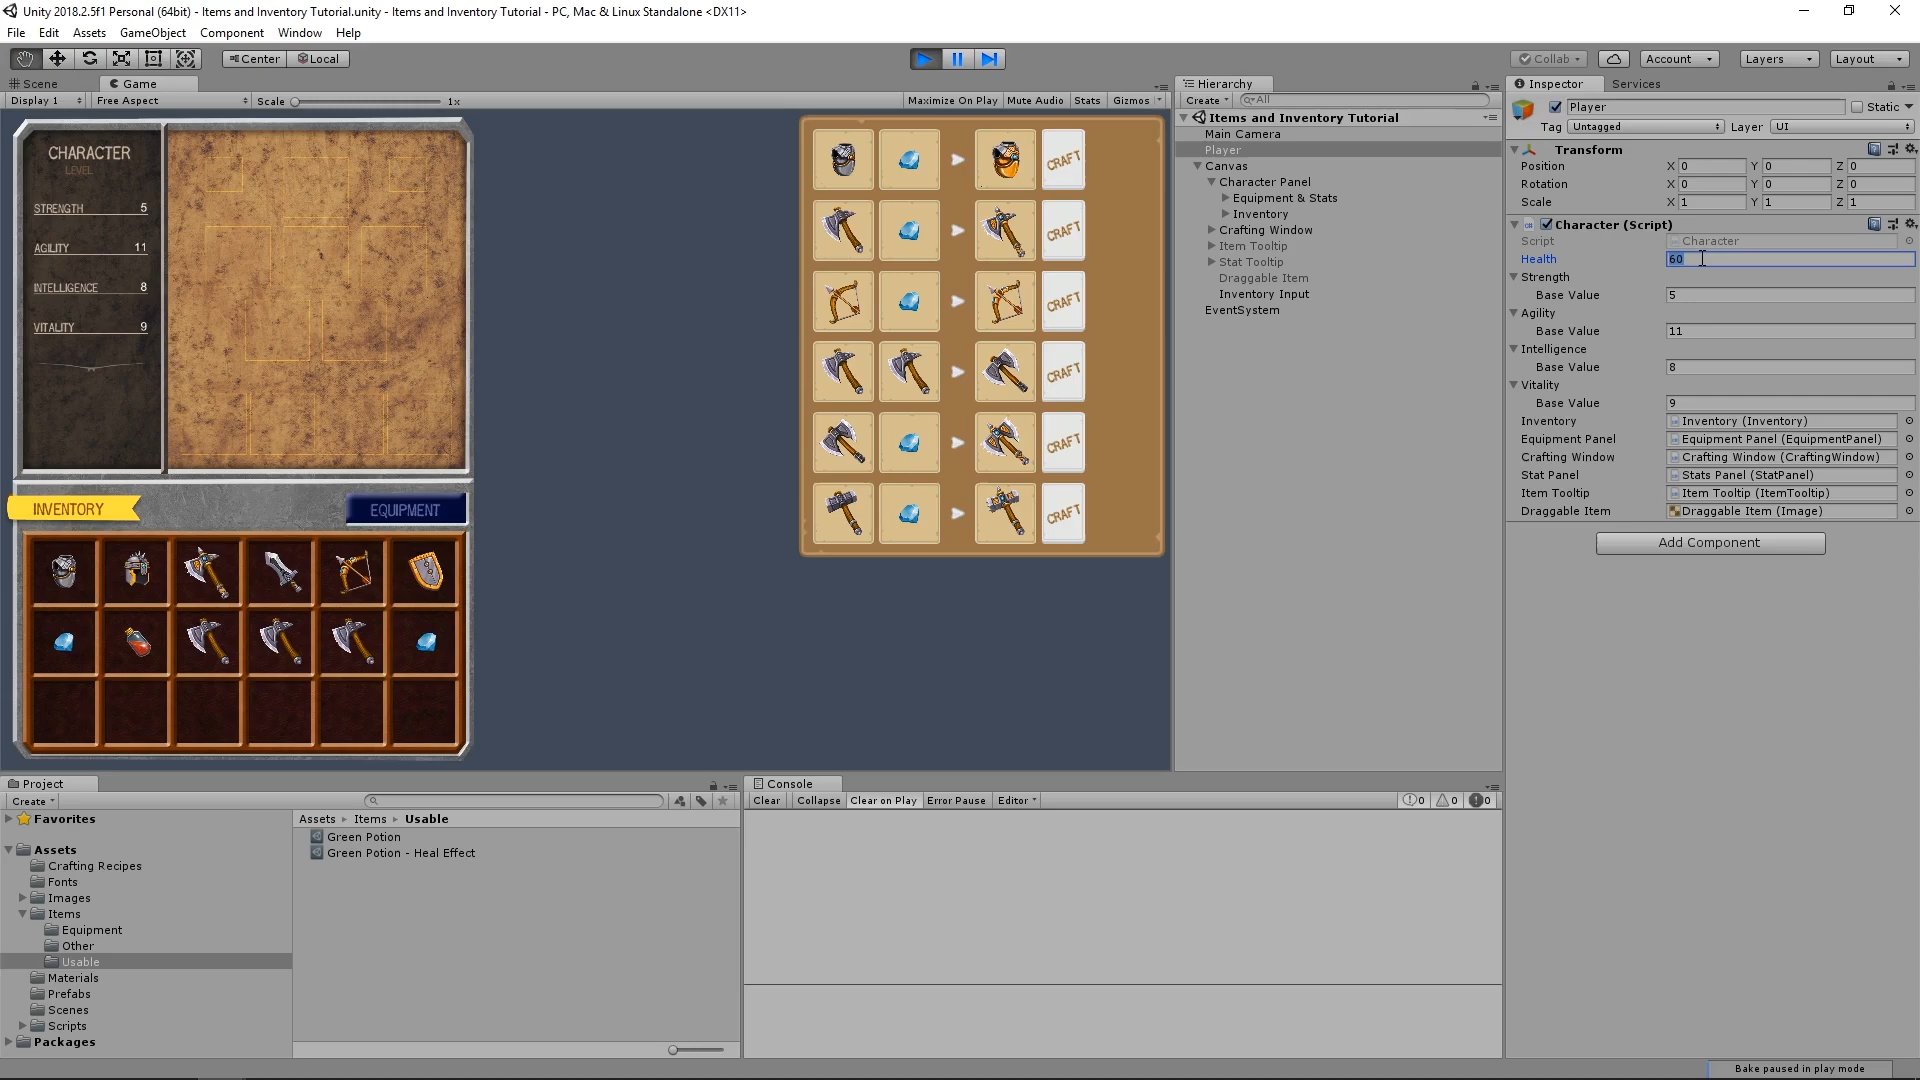 Unity 2018.2.5f1 Personal (64bit) - Items and Inventory Tutorial.unity - Items and Inventory Tutorial - PC, Mac & Linux Standalone <DX11>
File Edit Assets GameObject Component Window Help
Center Local Collab Account Layers Layout
Scene Game
Display 1 Free Aspect Scale 1x Maximize On Play Mute Audio Stats Gizmos
CHARACTER
LEVEL
STRENGTH 5
AGILITY 11
INTELLIGENCE 8
VITALITY 9
INVENTORY EQUIPMENT
CRAFT
CRAFT
CRAFT
CRAFT
CRAFT
CRAFT
Hierarchy
Create All
Items and Inventory Tutorial
Main Camera
Player
Canvas
Character Panel
Equipment & Stats
Inventory
Crafting Window
Item Tooltip
Stat Tooltip
Draggable Item
Inventory Input
EventSystem
Inspector Services
Player Static
Tag Untagged Layer UI
Transform
Position X 0 Y 0 Z 0
Rotation X 0 Y 0 Z 0
Scale X 1 Y 1 Z 1
Character (Script)
Script Character
Health 60
Strength
Base Value 5
Agility
Base Value 11
Intelligence
Base Value 8
Vitality
Base Value 9
Inventory Inventory (Inventory)
Equipment Panel Equipment Panel (EquipmentPanel)
Crafting Window Crafting Window (CraftingWindow)
Stat Panel Stats Panel (StatPanel)
Item Tooltip Item Tooltip (ItemTooltip)
Draggable Item Draggable Item (Image)
Add Component
Project
Create
Favorites
Assets
Crafting Recipes
Fonts
Images
Items
Equipment
Other
Usable
Materials
Prefabs
Scenes
Scripts
Packages
Assets Items Usable
Green Potion
Green Potion - Heal Effect
Console
Clear Collapse Clear on Play Error Pause Editor 0 0 0
Bake paused in play mode